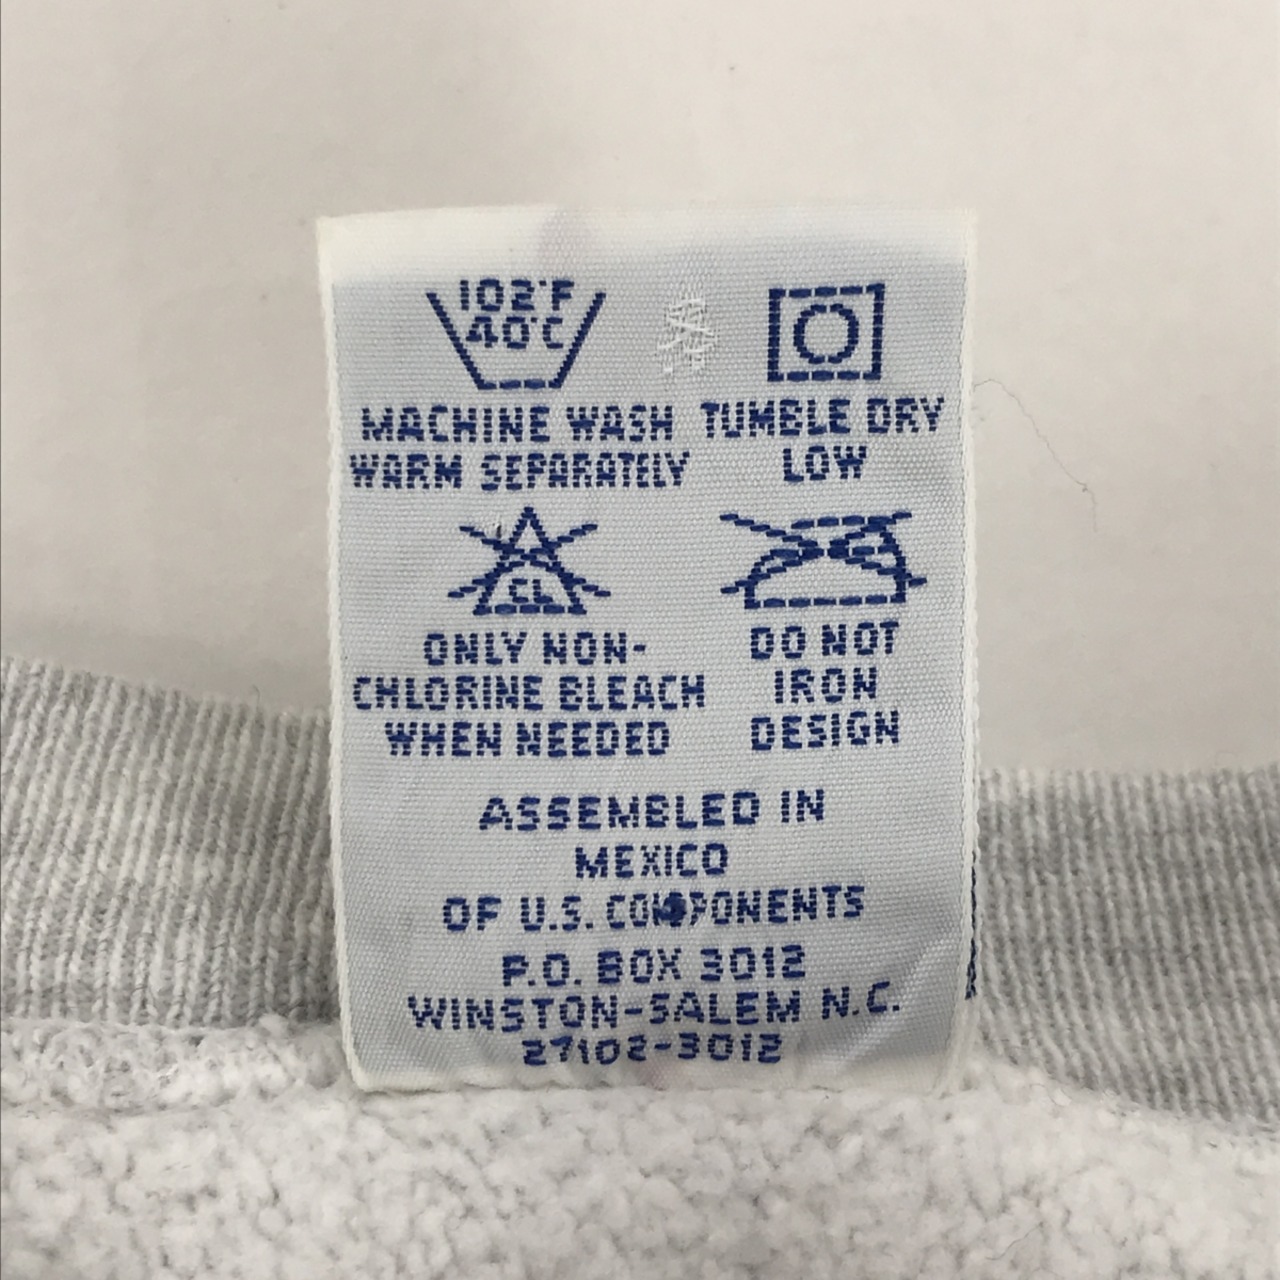 102°F
40°C
MACHINE WASH
WARM SEPARATELY
TUMBLE DRY
LOW
CL
ONLY NON-
CHLORINE BLEACH
WHEN NEEDED
DO NOT
IRON
DESIGN
ASSEMBLED IN
MEXICO
OF U.S. COMPONENTS
P.O. BOX 3012
WINSTON-SALEM N.C.
27102-3012